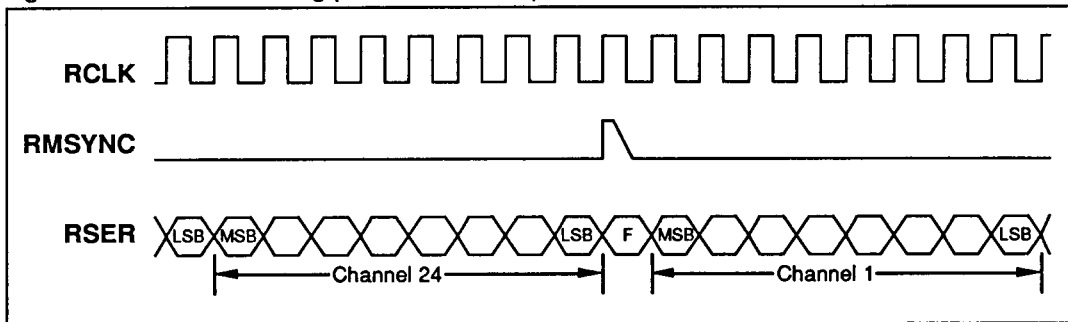 RCLK
RMSYNC
RSER LSB MSB LSB F MSB LSB
Channel 24 Channel 1